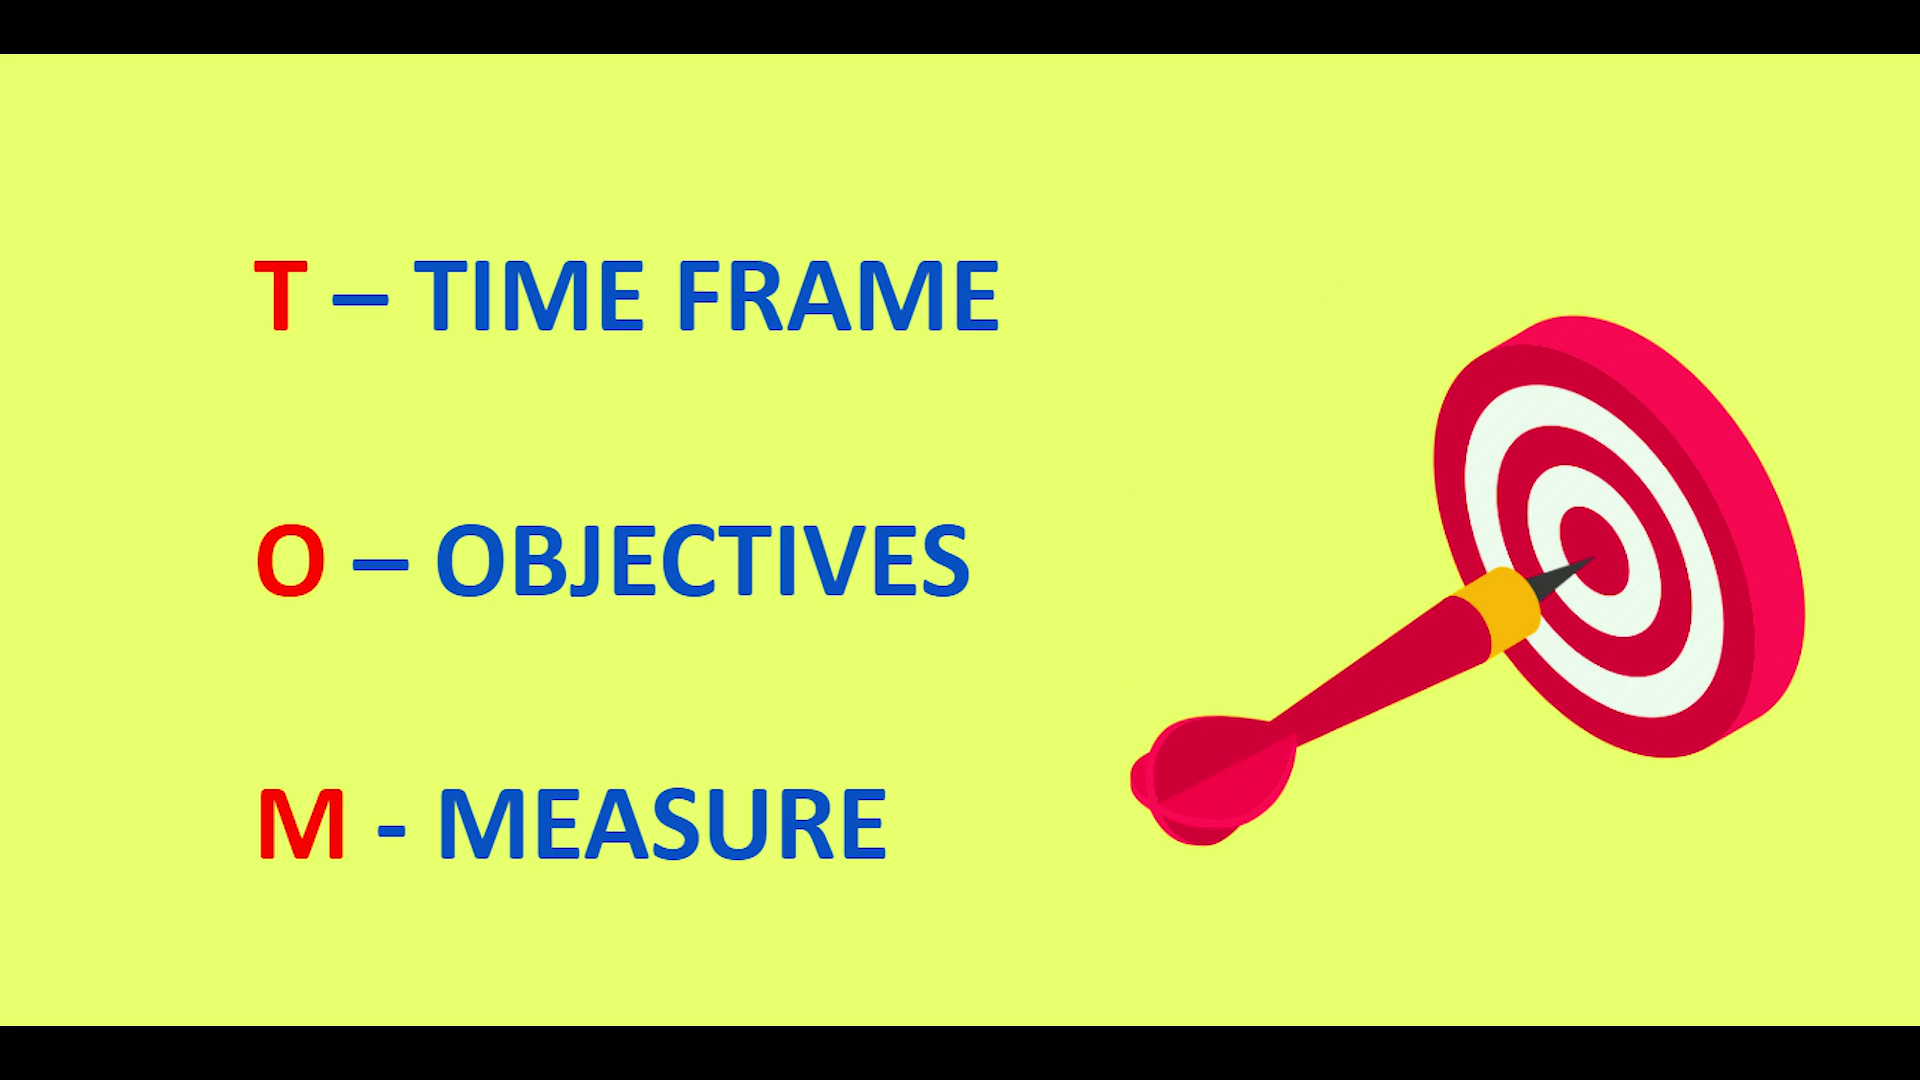 T – TIME FRAME
O – OBJECTIVES
M - MEASURE